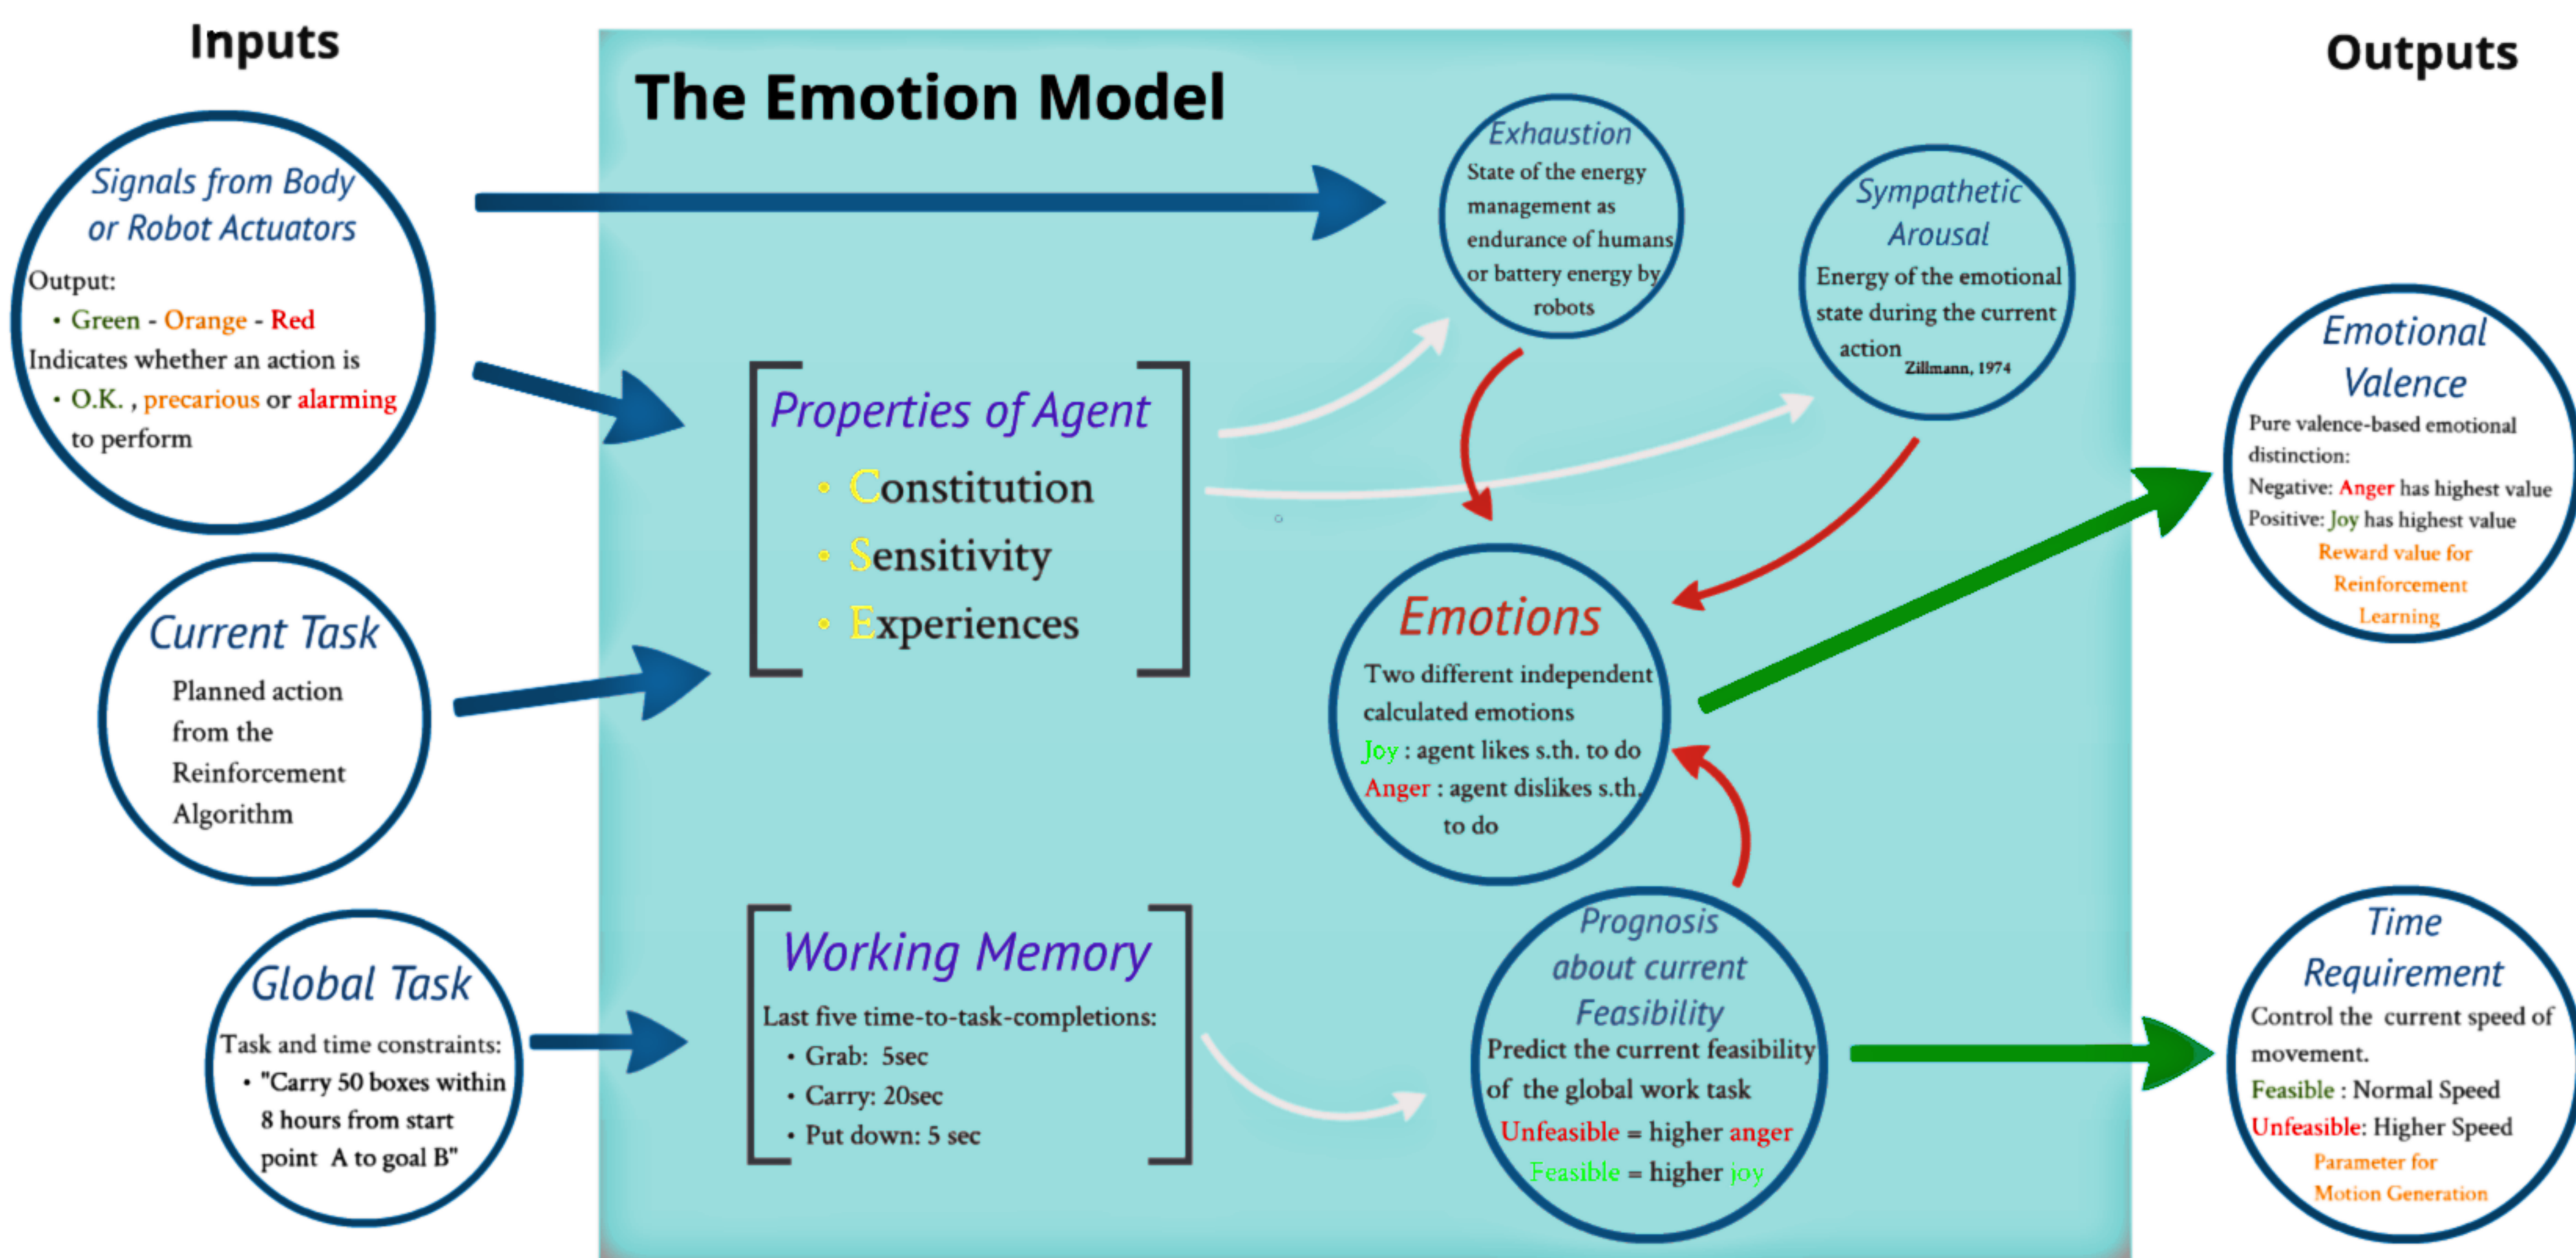 Inputs
Signals from Body
or Robot Actuators
Output:
• Green - Orange - Red
Indicates whether an action is
• O.K. , precarious or alarming
to perform
Current Task
Planned action
from the
Reinforcement
Algorithm
Global Task
Task and time constraints:
• "Carry 50 boxes within
8 hours from start
point A to goal B"
The Emotion Model
Properties of Agent
• Constitution
• Sensitivity
• Experiences
Working Memory
Last five time-to-task-completions:
• Grab: 5sec
• Carry: 20sec
• Put down: 5 sec
Exhaustion
State of the energy
management as
endurance of humans
or battery energy by
robots
Sympathetic
Arousal
Energy of the emotional
state during the current
action
Zillmann, 1974
Emotions
Two different independent
calculated emotions
Joy : agent likes s.th. to do
Anger : agent dislikes s.th.
to do
Prognosis
about current
Feasibility
Predict the current feasibility
of the global work task
Unfeasible = higher anger
Feasible = higher joy
Outputs
Emotional
Valence
Pure valence-based emotional
distinction:
Negative: Anger has highest value
Positive: Joy has highest value
Reward value for
Reinforcement
Learning
Time
Requirement
Control the current speed of
movement.
Feasible : Normal Speed
Unfeasible: Higher Speed
Parameter for
Motion Generation